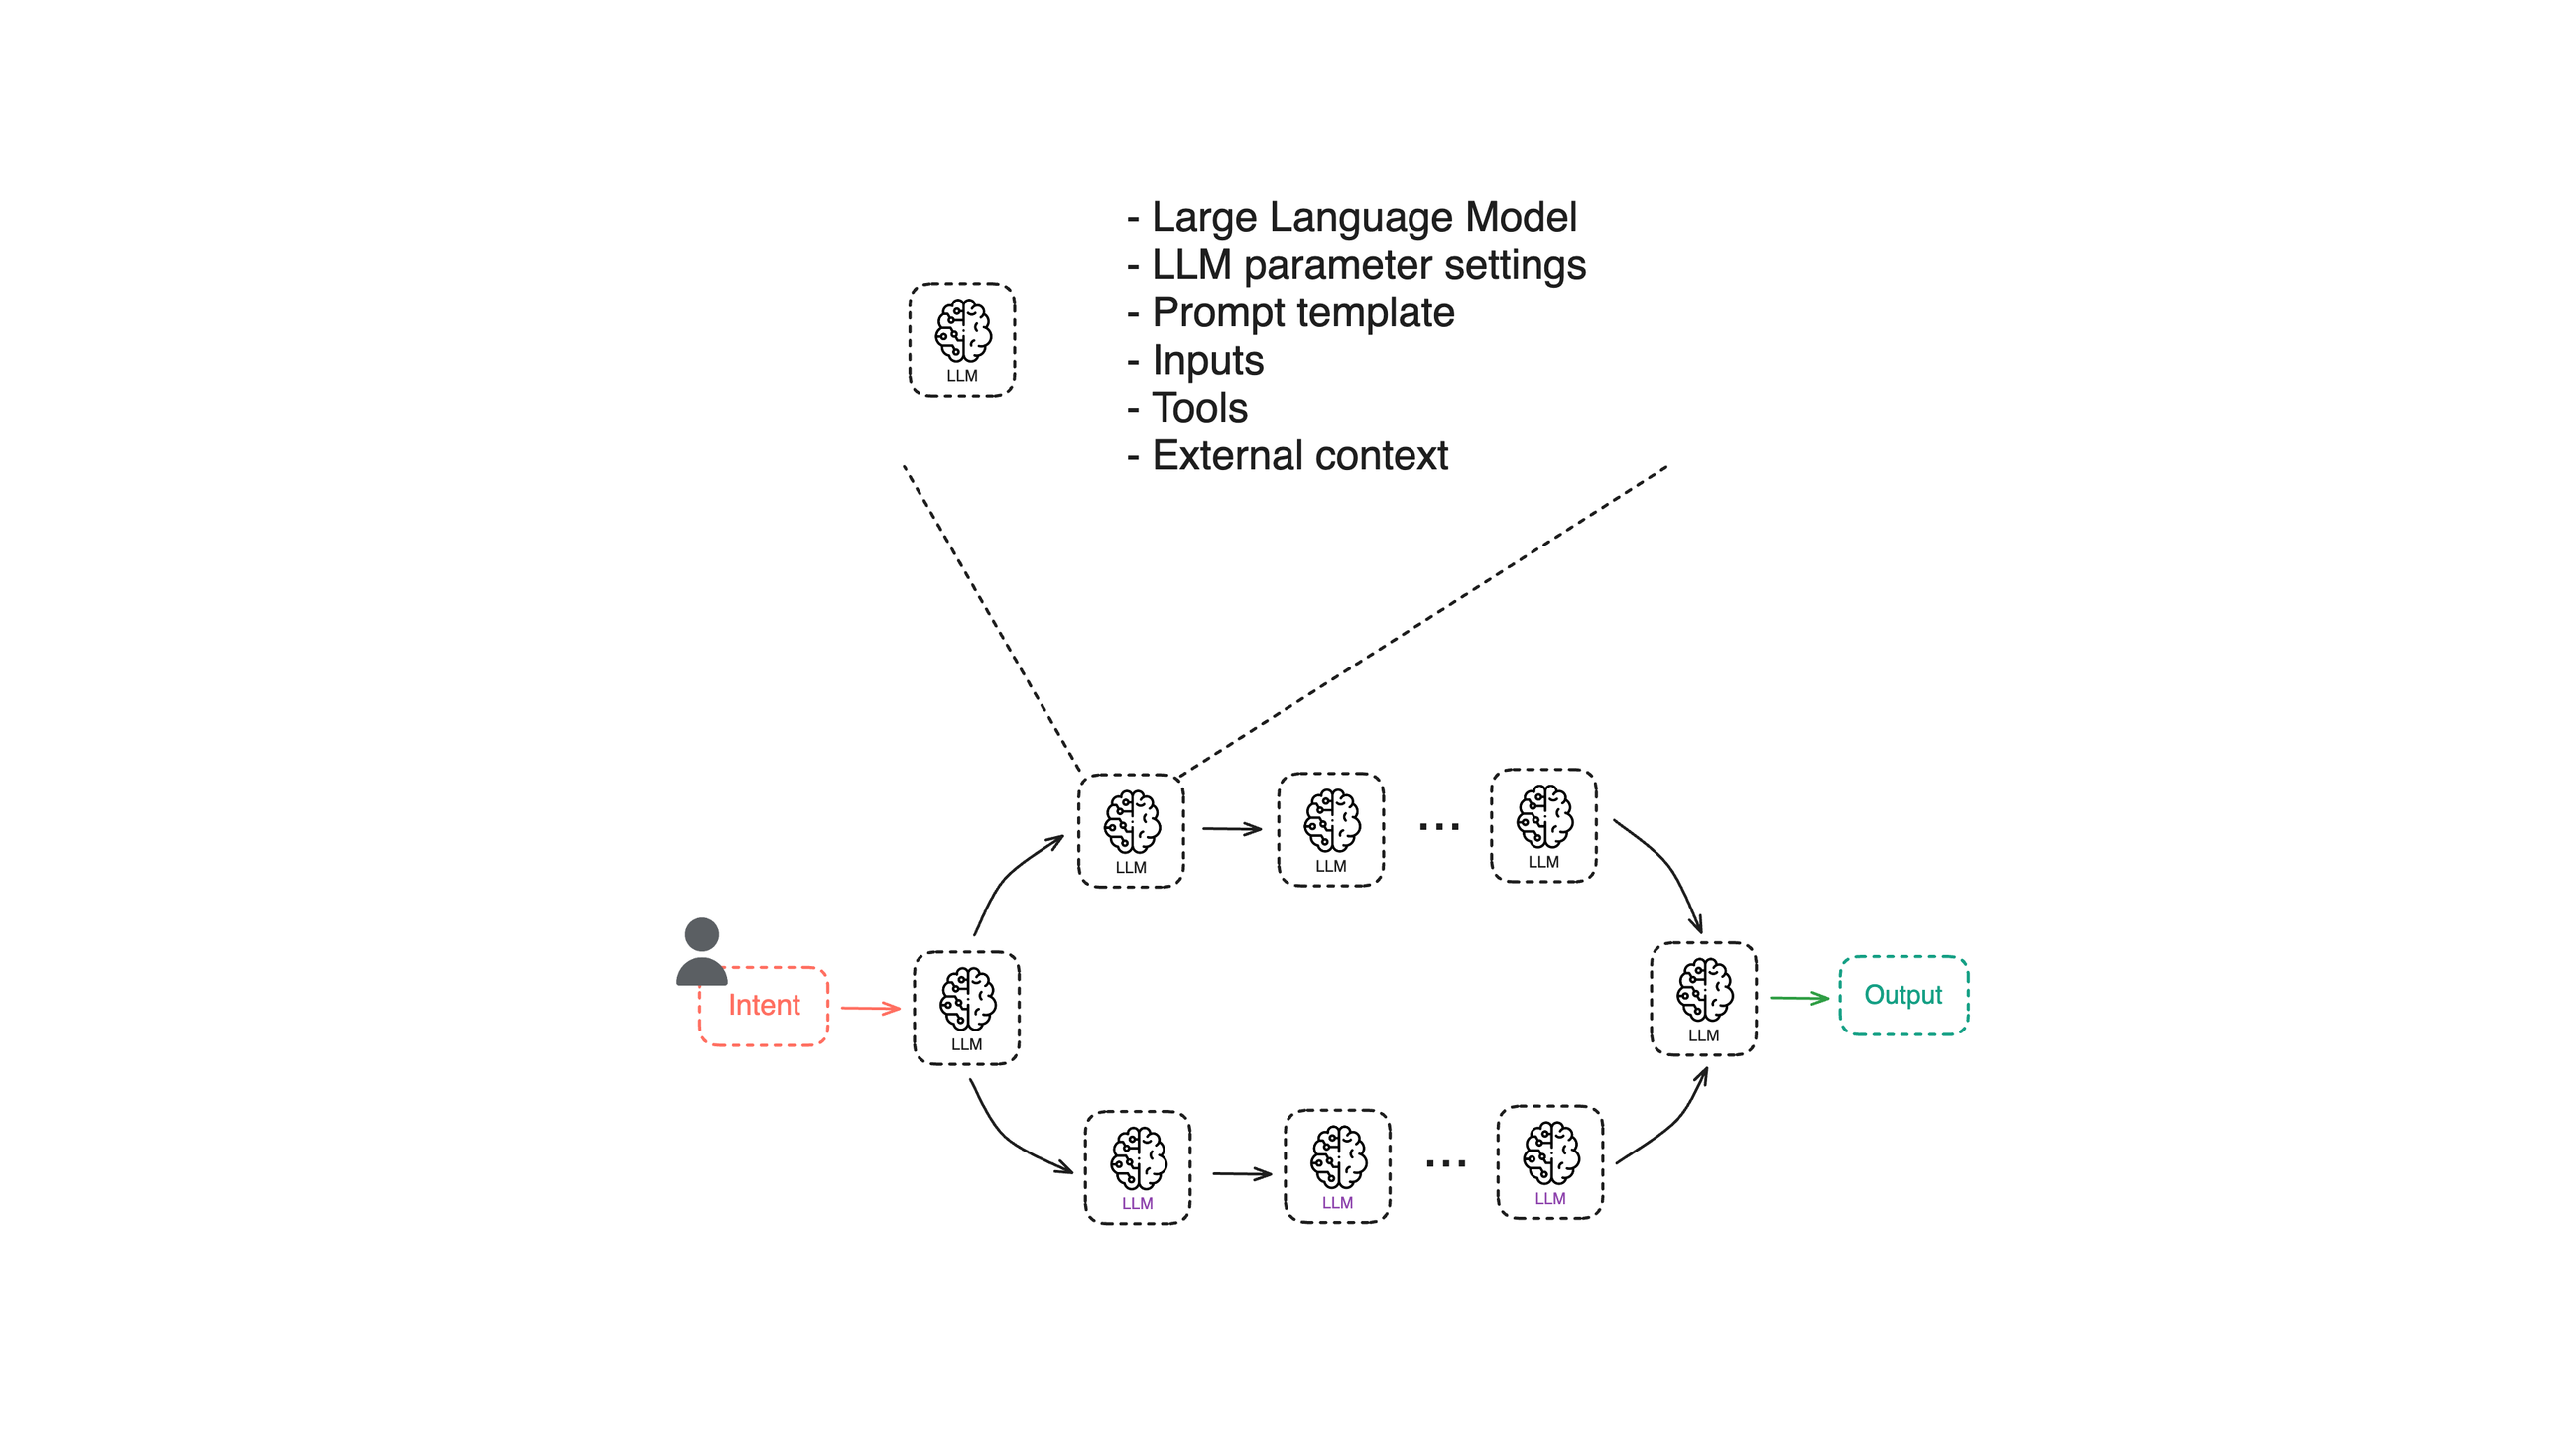 - Large Language Model
- LLM parameter settings
- Prompt template
- Inputs
- Tools
- External context
LLM
LLM
LLM
...
LLM
Intent
LLM
LLM
Output
LLM
LLM
...
LLM